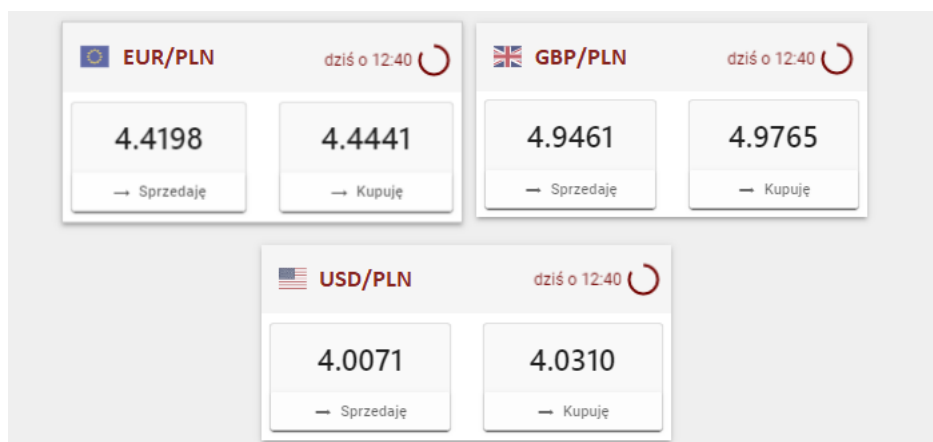 EUR/PLN dziś o 12:40
4.4198 4.4441
→ Sprzedaję → Kupuję
GBP/PLN dziś o 12:40
4.9461 4.9765
→ Sprzedaję → Kupuję
USD/PLN dziś o 12:40
4.0071 4.0310
→ Sprzedaję → Kupuję